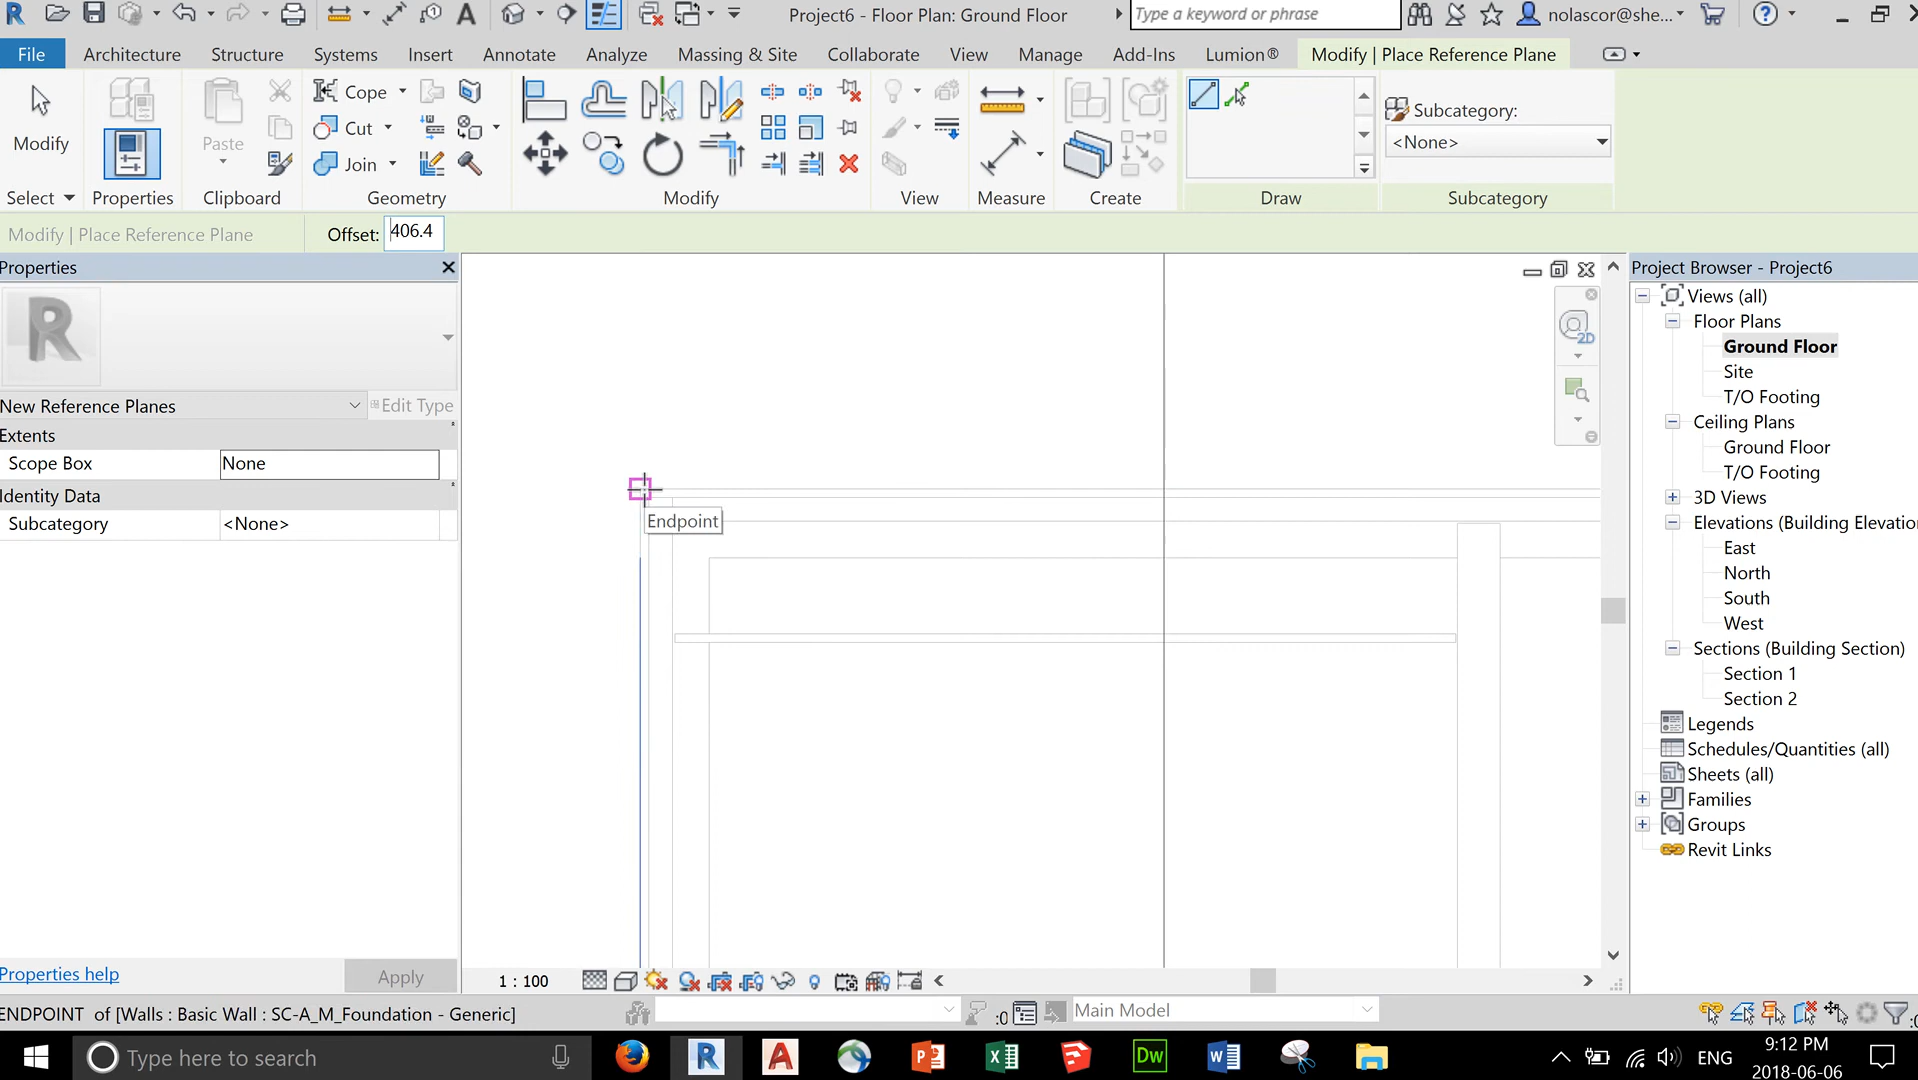 Project6 - Floor Plan: Ground Floor
Type a keyword or phrase
nolascor@she...
File
Architecture
Structure
Systems
Insert
Annotate
Analyze
Massing & Site
Collaborate
View
Manage
Add-Ins
Lumion®
Modify | Place Reference Plane
Modify
Paste
Cope
Cut
Join
Subcategory:
<None>
Select
Properties
Clipboard
Geometry
Modify
View
Measure
Create
Draw
Subcategory
Modify | Place Reference Plane
Offset:
406.4
Properties
New Reference Planes
Edit Type
Extents
Scope Box
None
Identity Data
Subcategory
<None>
Properties help
Apply
Endpoint
2D
Project Browser - Project6
Views (all)
Floor Plans
Ground Floor
Site
T/O Footing
Ceiling Plans
Ground Floor
T/O Footing
3D Views
Elevations (Building Elevatio
East
North
South
West
Sections (Building Section)
Section 1
Section 2
Legends
Schedules/Quantities (all)
Sheets (all)
Families
Groups
Revit Links
1 : 100
ENDPOINT of [Walls : Basic Wall : SC-A_M_Foundation - Generic]
:0
Main Model
Type here to search
Dw
ENG
9:12 PM
2018-06-06